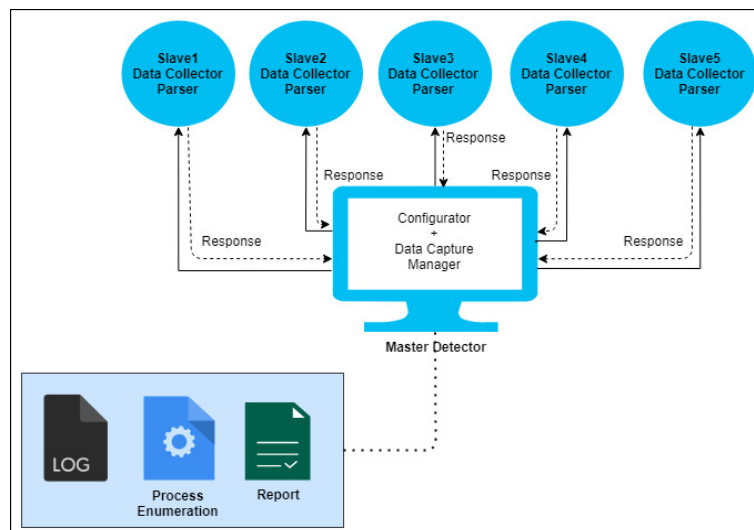 Slave1
Data Collector
Parser
Slave2
Data Collector
Parser
Slave3
Data Collector
Parser
Slave4
Data Collector
Parser
Slave5
Data Collector
Parser
Response
Response
Response
Response
Response
Configurator
+
Data Capture
Manager
Master Detector
LOG
Process
Enumeration
Report